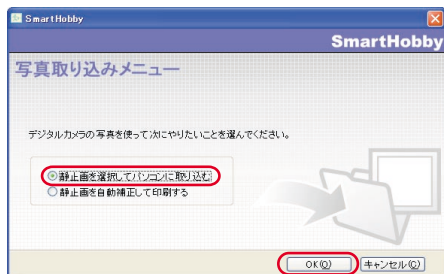 SmartHobby
SmartHobby
写真取り込みメニュー
デジタルカメラの写真を使って次にやりたいことを選んでください。
静止画を選択してパソコンに取り込む
静止画を自動補正して印刷する
OK(O) キャンセル(C)